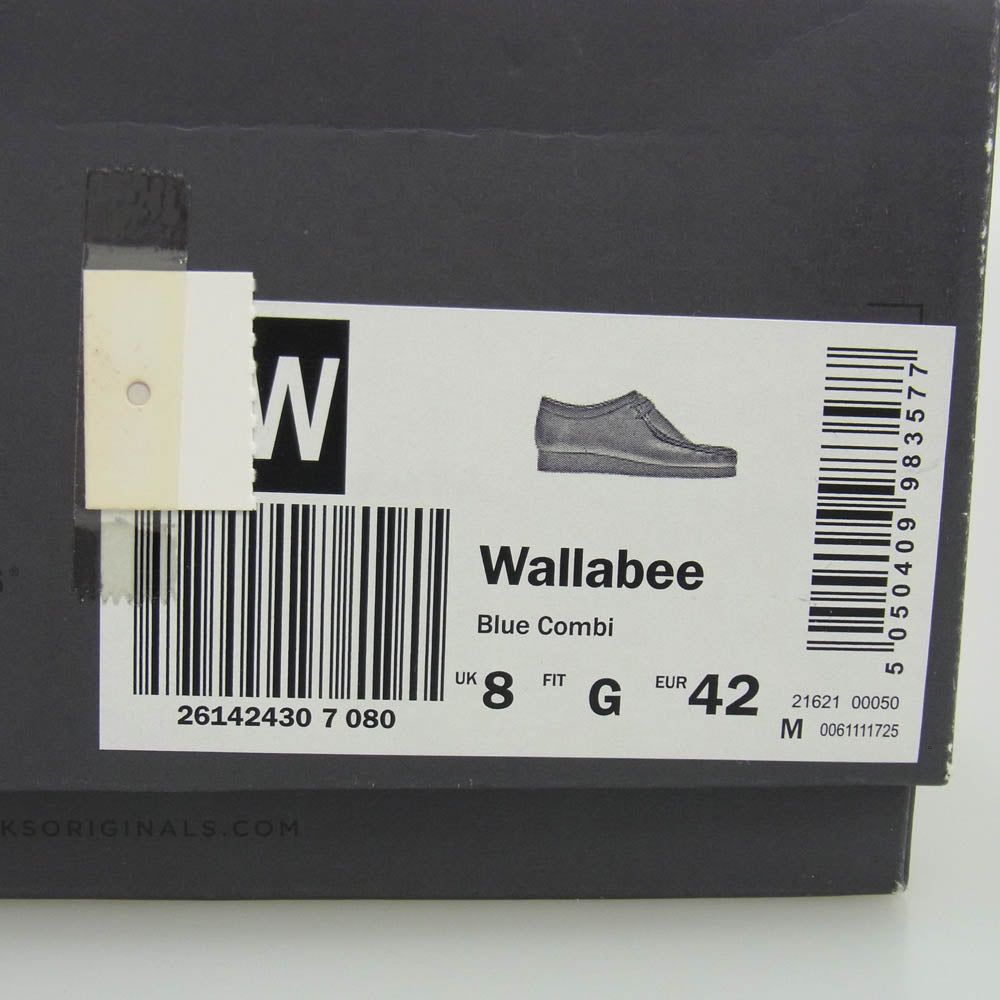 W
Wallabee
Blue Combi
UK 8 FIT G EUR 42
26142430 7 080
21621 00050
M 0061111725
5 050409 983577
KSORIGINALS.COM